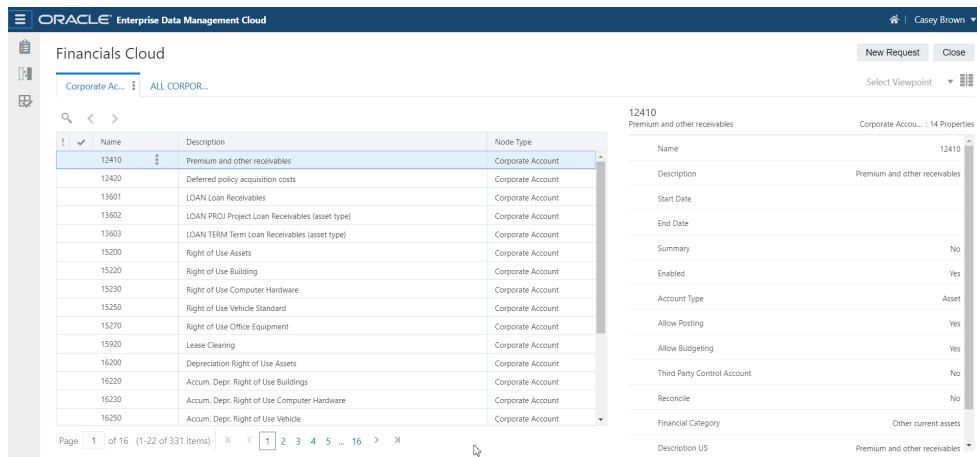 ORACLE® Enterprise Data Management Cloud
Casey Brown
Financials Cloud
New Request
Close
Corporate Ac...
ALL CORPOR...
Select Viewpoint
! Name Description Node Type
12410 Premium and other receivables Corporate Account
12420 Deferred policy acquisition costs Corporate Account
13601 LOAN Loan Receivables Corporate Account
13602 LOAN PROJ Project Loan Receivables (asset type) Corporate Account
13603 LOAN TERM Term Loan Receivables (asset type) Corporate Account
15200 Right of Use Assets Corporate Account
15220 Right of Use Building Corporate Account
15230 Right of Use Computer Hardware Corporate Account
15250 Right of Use Vehicle Standard Corporate Account
15270 Right of Use Office Equipment Corporate Account
15920 Lease Clearing Corporate Account
16200 Depreciation Right of Use Assets Corporate Account
16220 Accum. Depr. Right of Use Buildings Corporate Account
16230 Accum. Depr. Right of Use Computer Hardware Corporate Account
16250 Accum. Depr. Right of Use Vehicle Corporate Account
Page 1 of 16 (1-22 of 331 items) 1 2 3 4 5 ... 16
12410
Premium and other receivables Corporate Accou... : 14 Properties
Name 12410
Description Premium and other receivables
Start Date
End Date
Summary No
Enabled Yes
Account Type Asset
Allow Posting Yes
Allow Budgeting Yes
Third Party Control Account No
Reconcile No
Financial Category Other current assets
Description US Premium and other receivables